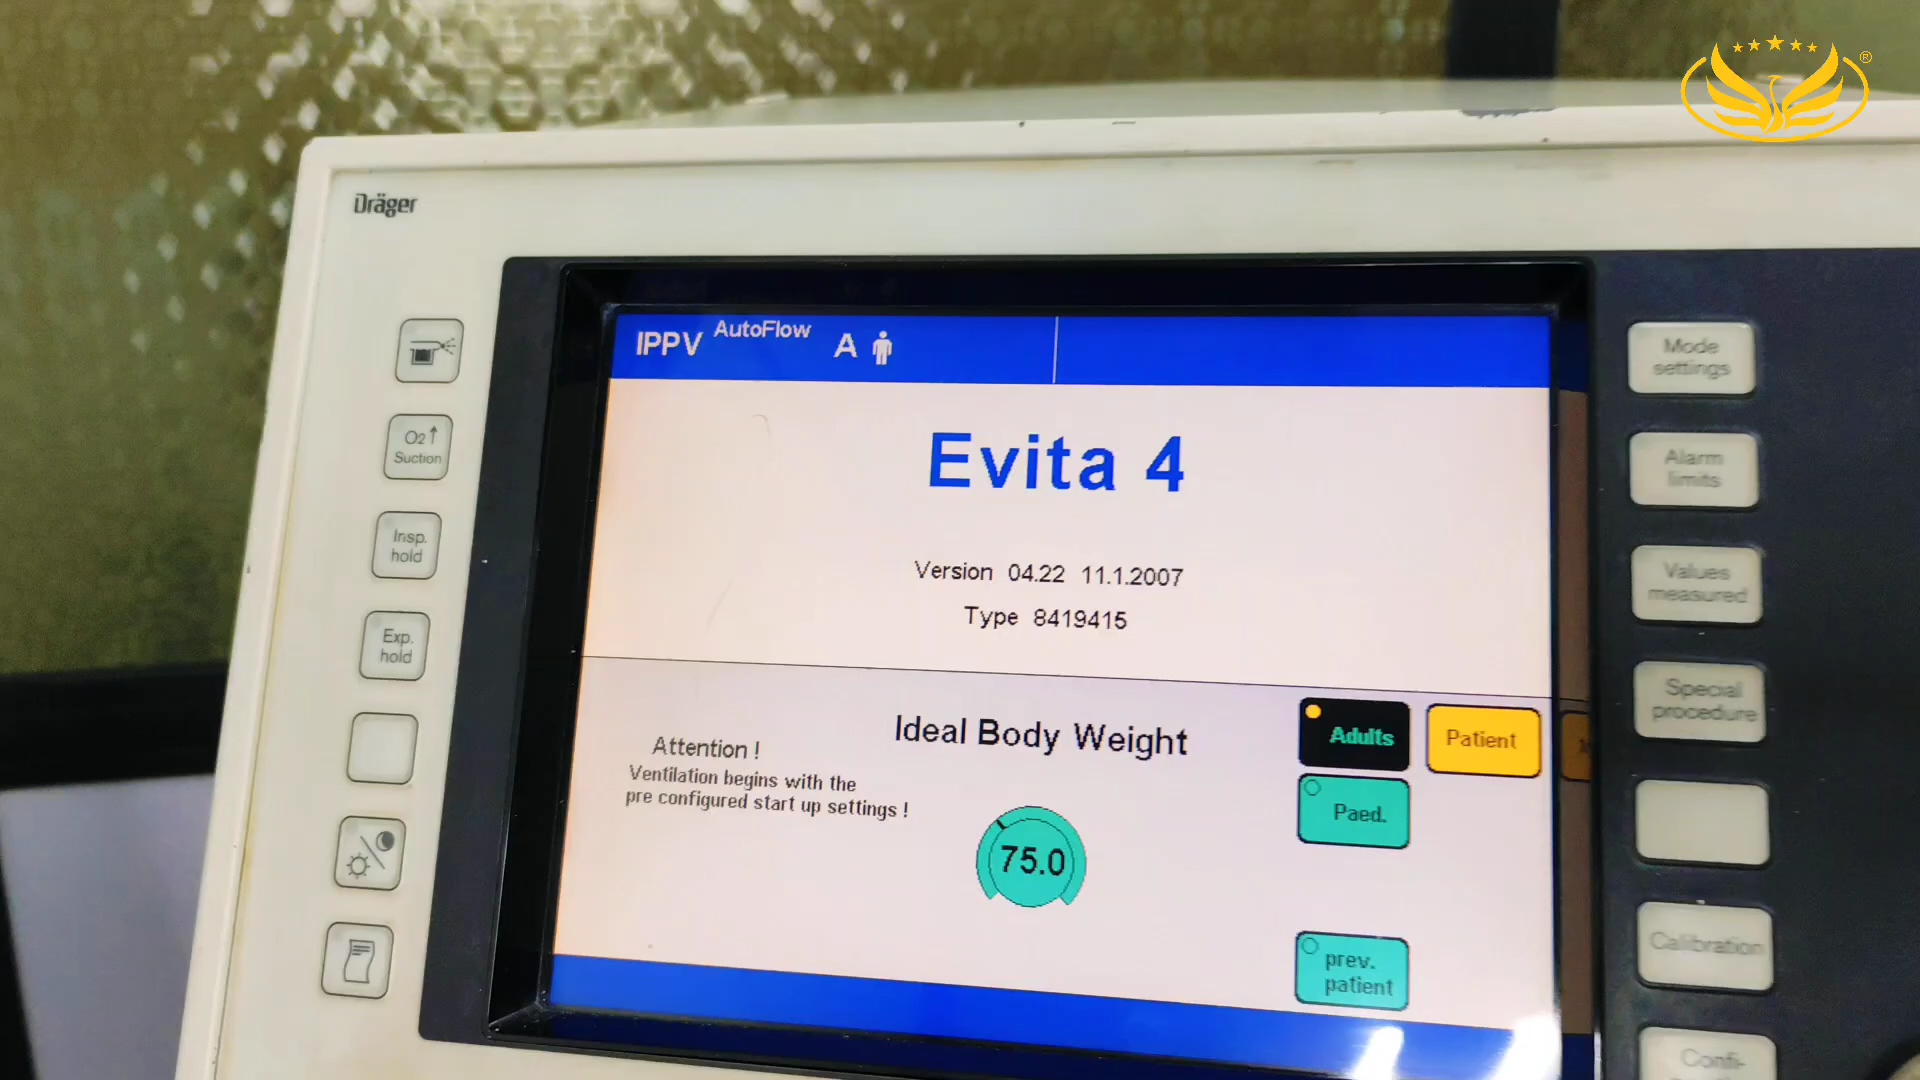 ®
Dräger
IPPV AutoFlow A
Evita 4
Version 04.22 11.1.2007
Type 8419415
Attention !
Ventilation begins with the
pre configured start up settings !
Ideal Body Weight
75.0
Adults
Patient
Paed.
prev.
patient
O2↑
Suction
Insp.
hold
Exp.
hold
Mode
settings
Alarm
limits
Values
measured
Special
procedure
Calibration
Confi-